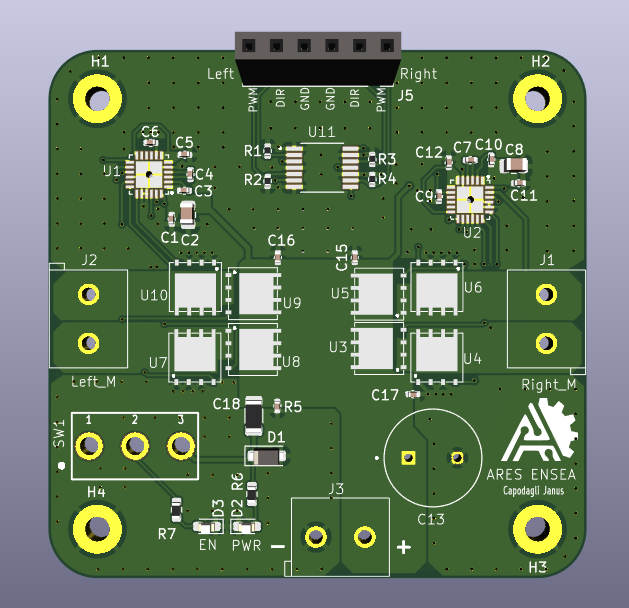 H1
H2
Left
Right
PWM
DIR
GND
GND
DIR
PWM
J5
U11
C6
C5
U1
C4
C3
R1
R2
R3
R4
C12
C7
C10
C8
C11
C9
U2
C1
C2
C16
C15
J2
J1
U10
U9
U5
U6
U7
U8
U3
U4
Left_M
Right_M
C18
R5
C17
SW1
1
2
3
D1
ARES ENSEA
Capodagli Janus
R6
H4
J3
C13
R7
D3
D2
EN
PWR
-
+
H3